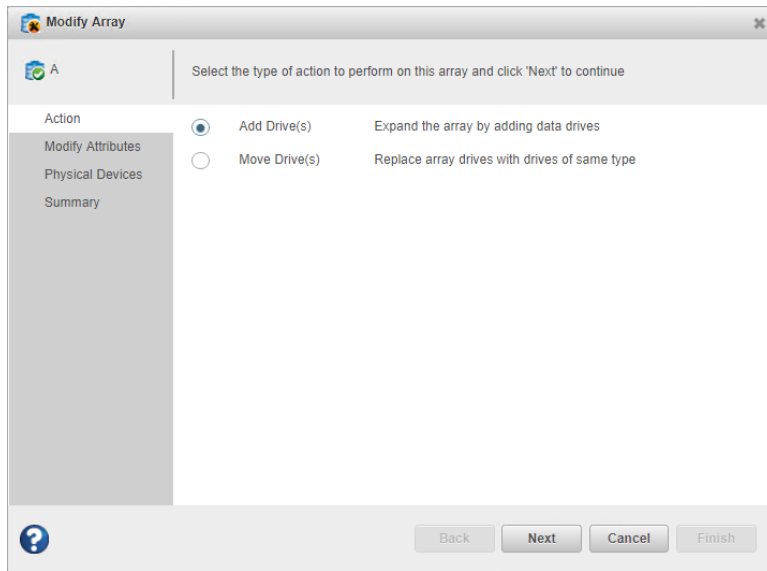 Modify Array
A
Select the type of action to perform on this array and click 'Next' to continue
Action
Modify Attributes
Physical Devices
Summary
Add Drive(s) Expand the array by adding data drives
Move Drive(s) Replace array drives with drives of same type
?
Back Next Cancel Finish